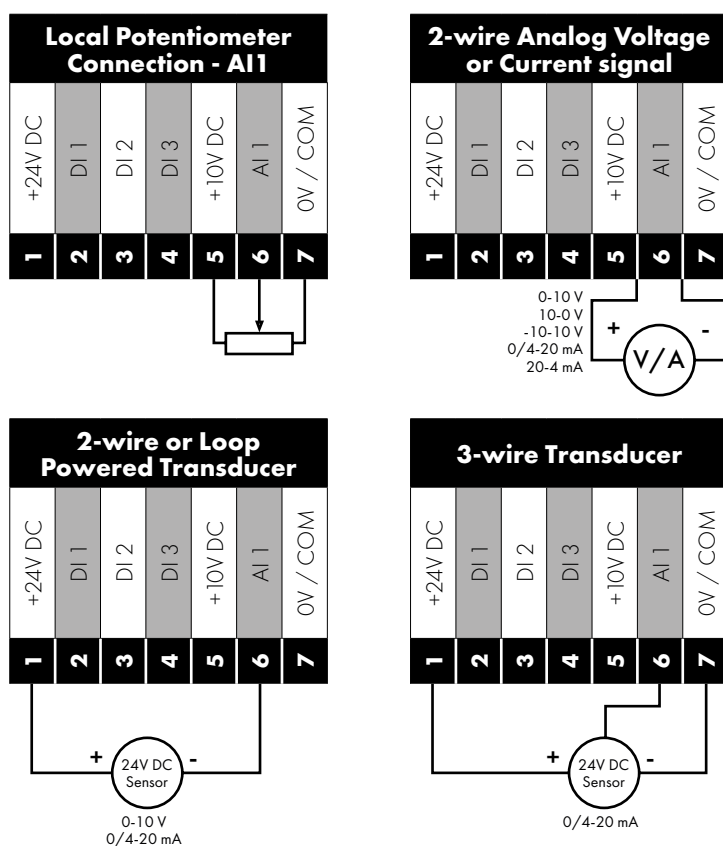 Local Potentiometer
Connection - AI1
+24V DC
DI 1
DI 2
DI 3
+10V DC
AI 1
0V / COM
1
2
3
4
5
6
7
2-wire Analog Voltage
or Current signal
+24V DC
DI 1
DI 2
DI 3
+10V DC
AI 1
0V / COM
1
2
3
4
5
6
7
0-10 V
10-0 V
-10-10 V
0/4-20 mA
20-4 mA
+
V/A
-
2-wire or Loop
Powered Transducer
+24V DC
DI 1
DI 2
DI 3
+10V DC
AI 1
0V / COM
1
2
3
4
5
6
7
+
24V DC
Sensor
-
0-10 V
0/4-20 mA
3-wire Transducer
+24V DC
DI 1
DI 2
DI 3
+10V DC
AI 1
0V / COM
1
2
3
4
5
6
7
+
24V DC
Sensor
-
0/4-20 mA